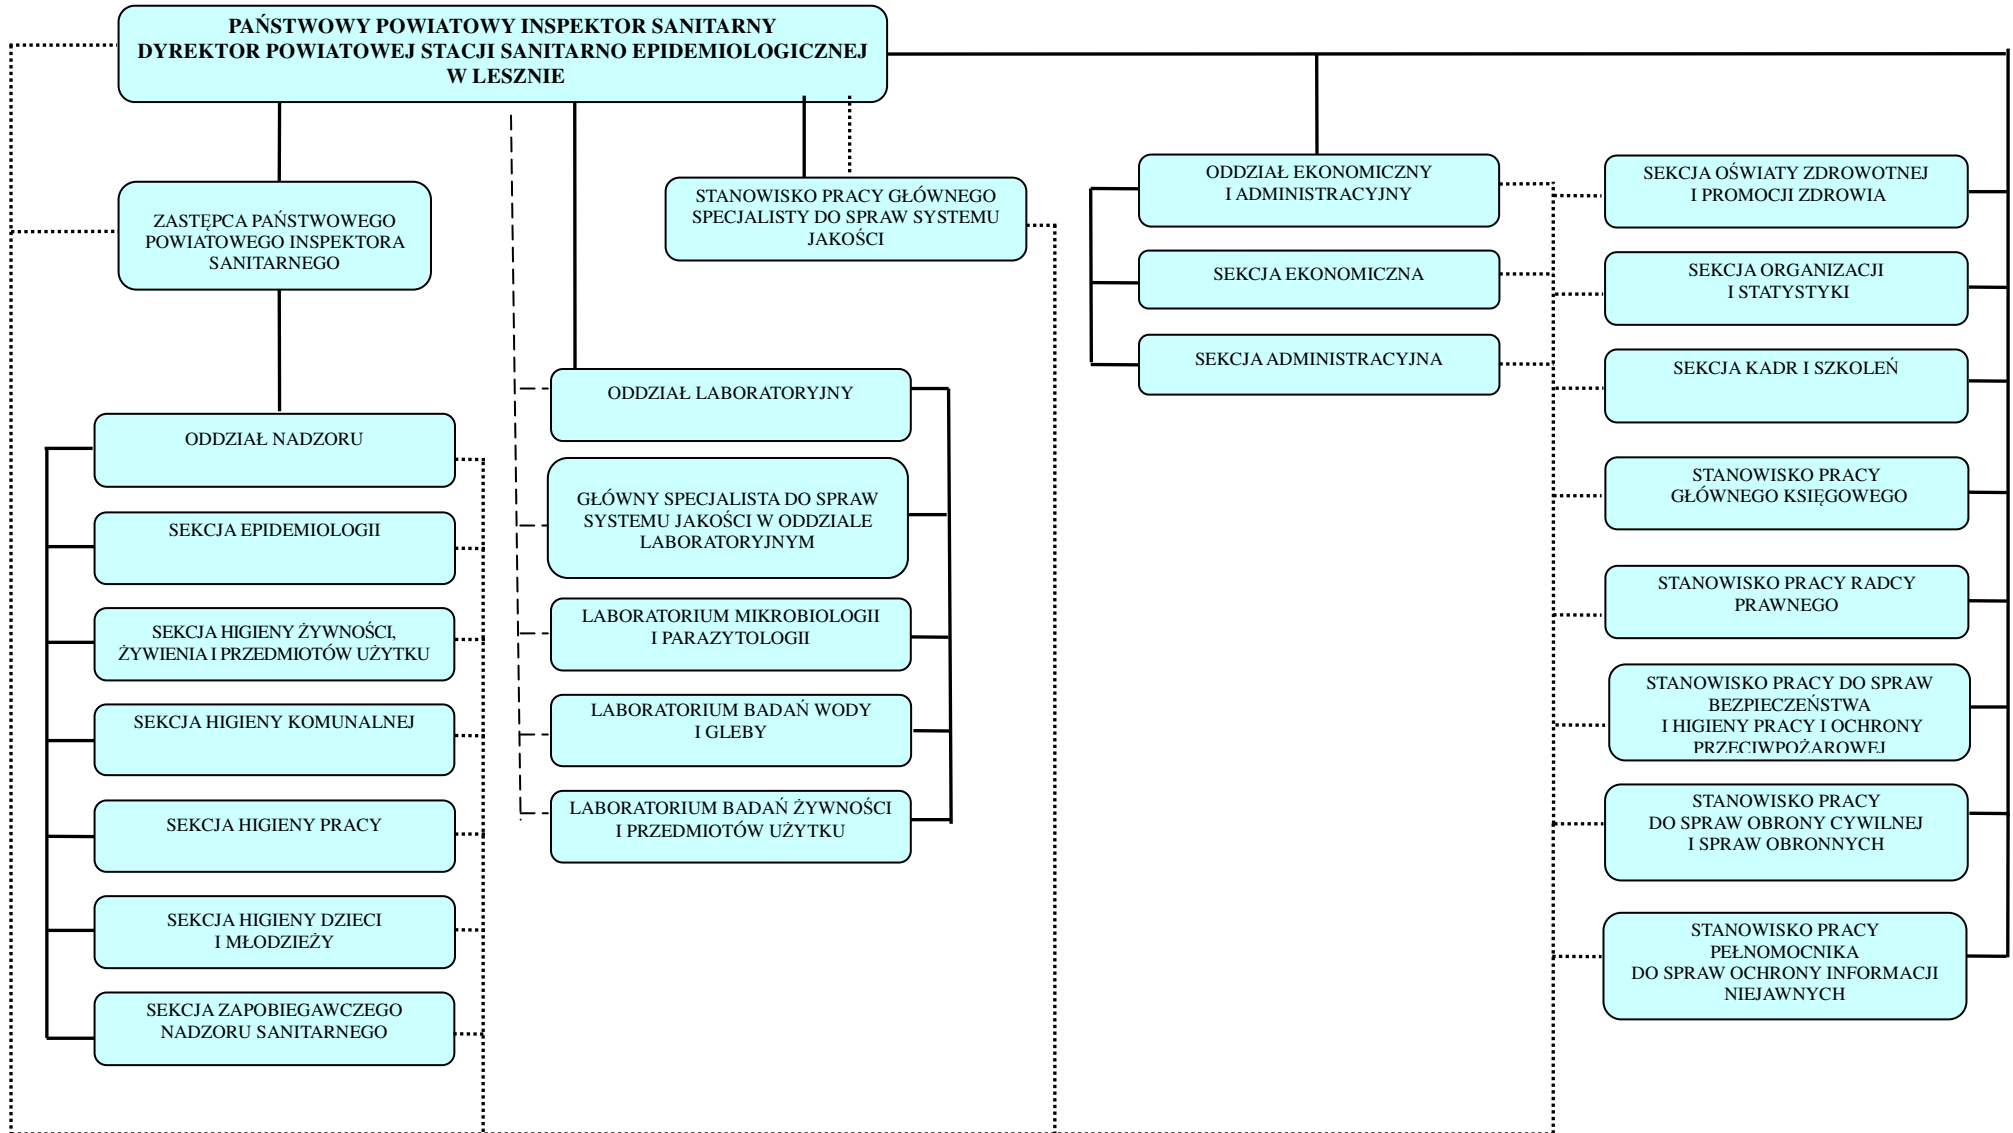 PAŃSTWOWY POWIATOWY INSPEKTOR SANITARNY
DYREKTOR POWIATOWEJ STACJI SANITARNO EPIDEMIOLOGICZNEJ
W LESZNIE
ZASTĘPCA PAŃSTWOWEGO
POWIATOWEGO INSPEKTORA
SANITARNEGO
ODDZIAŁ NADZORU
SEKCJA EPIDEMIOLOGII
SEKCJA HIGIENY ŻYWNOŚCI,
ŻYWIENIA I PRZEDMIOTÓW UŻYTKU
SEKCJA HIGIENY KOMUNALNEJ
SEKCJA HIGIENY PRACY
SEKCJA HIGIENY DZIECI
I MŁODZIEŻY
SEKCJA ZAPOBIEGAWCZEGO
NADZORU SANITARNEGO
ODDZIAŁ LABORATORYJNY
GŁÓWNY SPECJALISTA DO SPRAW
SYSTEMU JAKOŚCI W ODDZIALE
LABORATORYJNYM
LABORATORIUM MIKROBIOLOGII
I PARAZYTOLOGII
LABORATORIUM BADAŃ WODY
I GLEBY
LABORATORIUM BADAŃ ŻYWNOŚCI
I PRZEDMIOTÓW UŻYTKU
STANOWISKO PRACY GŁÓWNEGO
SPECJALISTY DO SPRAW SYSTEMU
JAKOŚCI
ODDZIAŁ EKONOMICZNY
I ADMINISTRACYJNY
SEKCJA EKONOMICZNA
SEKCJA ADMINISTRACYJNA
SEKCJA OŚWIATY ZDROWOTNEJ
I PROMOCJI ZDROWIA
SEKCJA ORGANIZACJI
I STATYSTYKI
SEKCJA KADR I SZKOLEŃ
STANOWISKO PRACY
GŁÓWNEGO KSIĘGOWEGO
STANOWISKO PRACY RADCY
PRAWNEGO
STANOWISKO PRACY DO SPRAW
BEZPIECZEŃSTWA
I HIGIENY PRACY I OCHRONY
PRZECIWPOŻAROWEJ
STANOWISKO PRACY
DO SPRAW OBRONY CYWILNEJ
I SPRAW OBRONNYCH
STANOWISKO PRACY
PEŁNOMOCNIKA
DO SPRAW OCHRONY INFORMACJI
NIEJAWNYCH